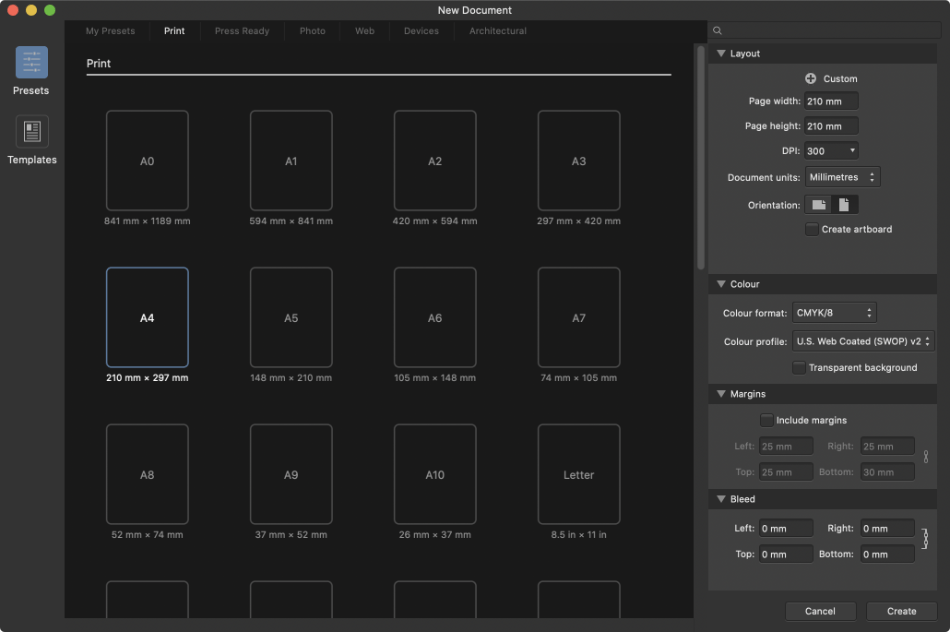 New Document
My Presets Print Press Ready Photo Web Devices Architectural
Presets
Templates
Print
A0 A1 A2 A3
841 mm × 1189 mm 594 mm × 841 mm 420 mm × 594 mm 297 mm × 420 mm
A4 A5 A6 A7
210 mm × 297 mm 148 mm × 210 mm 105 mm × 148 mm 74 mm × 105 mm
A8 A9 A10 Letter
52 mm × 74 mm 37 mm × 52 mm 26 mm × 37 mm 8.5 in × 11 in
Layout
Custom
Page width: 210 mm
Page height: 210 mm
DPI: 300
Document units: Millimetres
Orientation:
Create artboard
Colour
Colour format: CMYK/8
Colour profile: U.S. Web Coated (SWOP) v2
Transparent background
Margins
Include margins
Left: 25 mm Right: 25 mm
Top: 25 mm Bottom: 30 mm
Bleed
Left: 0 mm Right: 0 mm
Top: 0 mm Bottom: 0 mm
Cancel Create